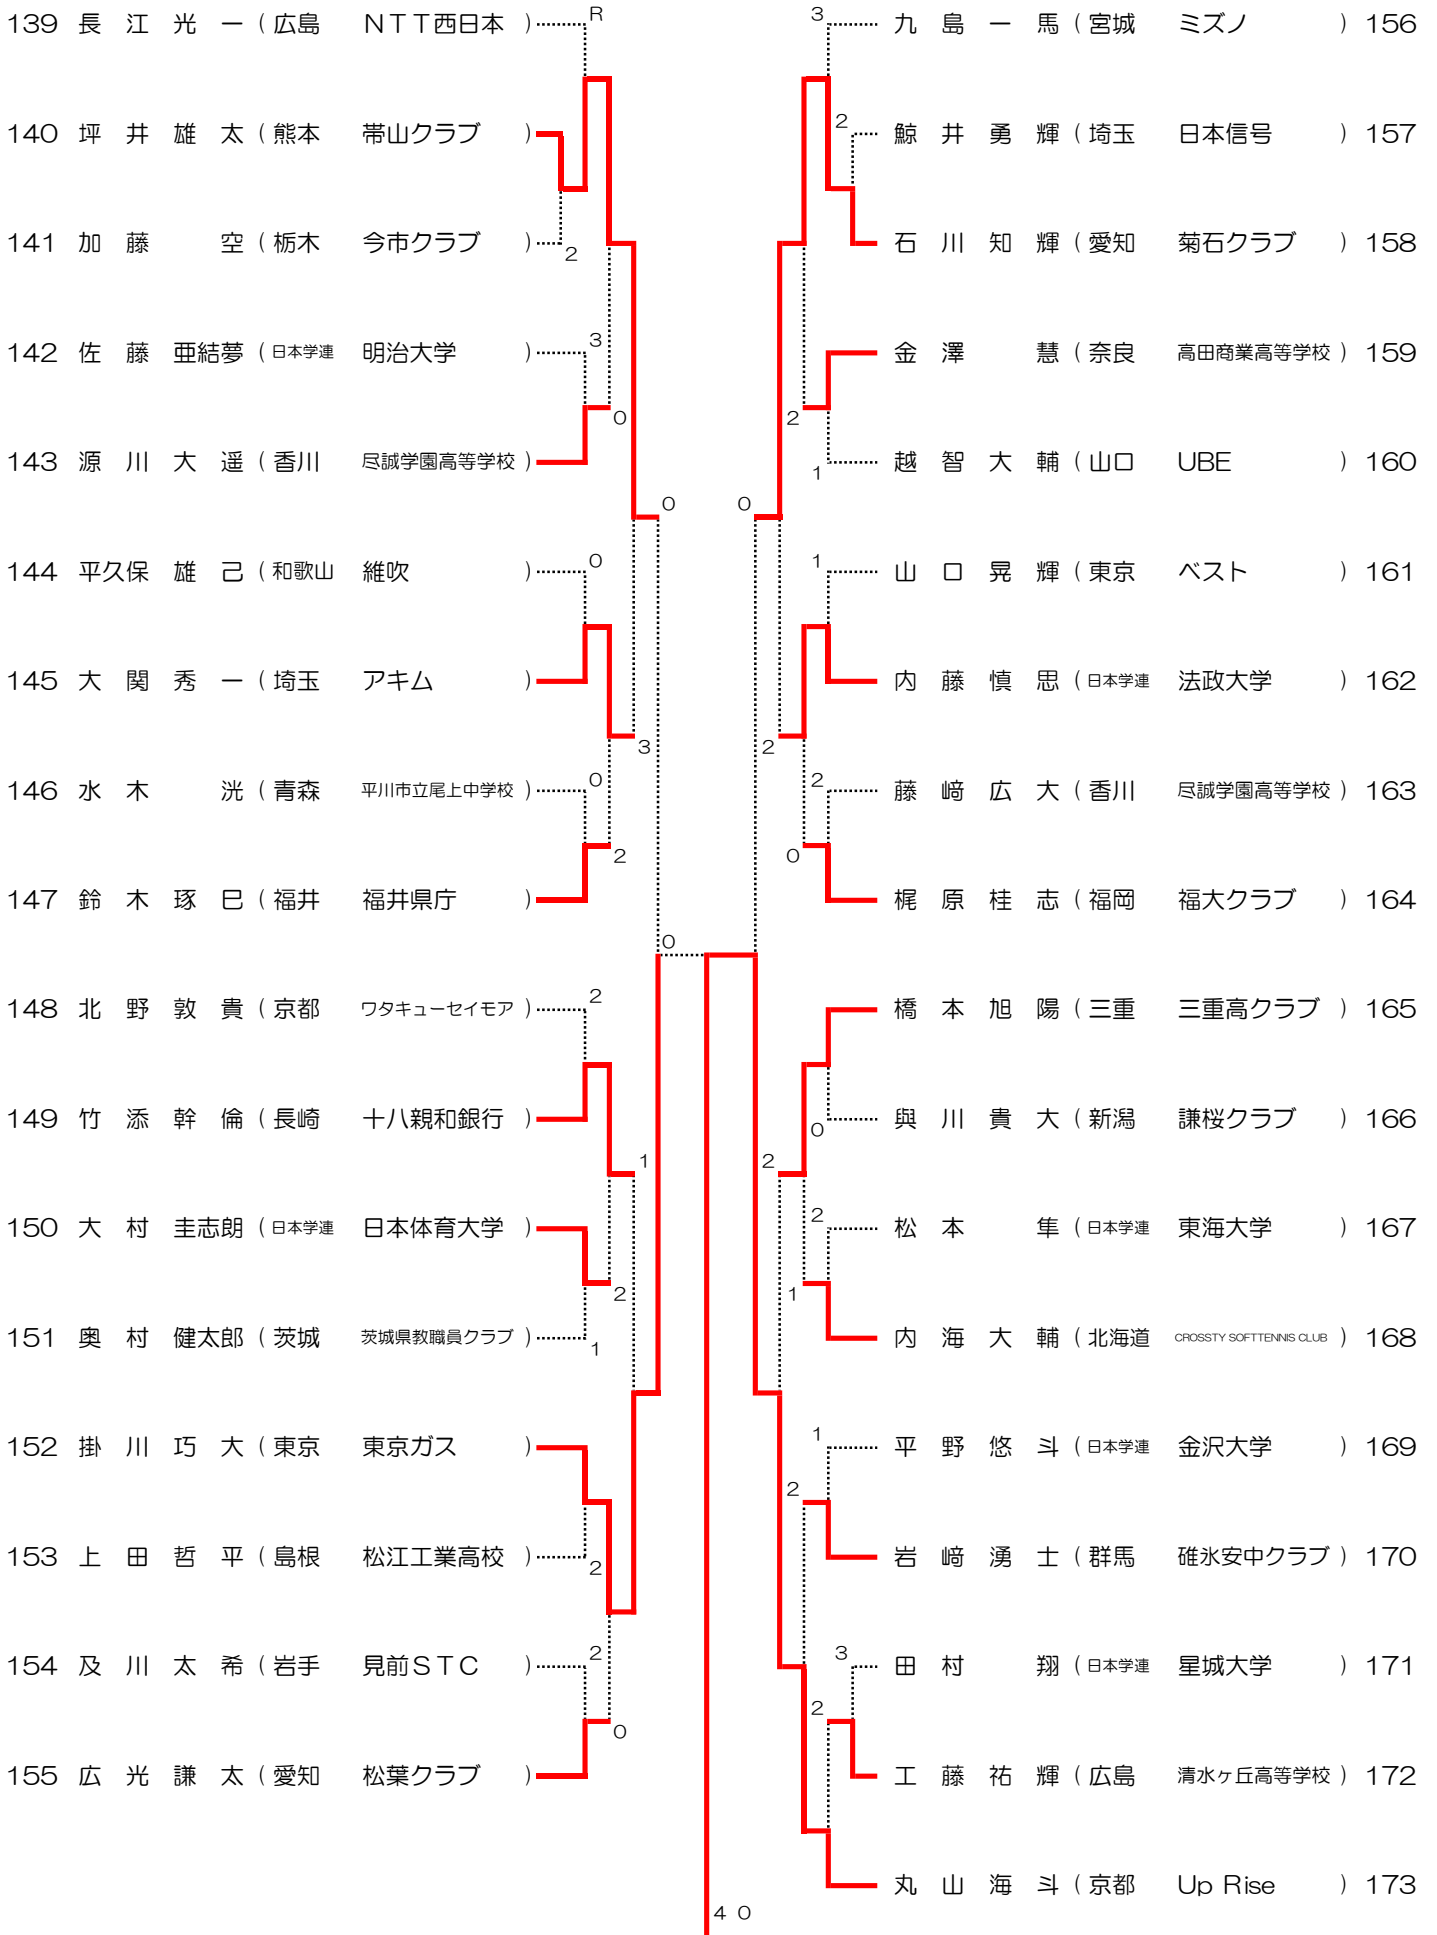 139 長江光一 (広島 NTT西日本)
R
140 坪井雄太 (熊本 帯山クラブ)
141 加藤 空 (栃木 今市クラブ)
2
142 佐藤亜結夢 (日本学連 明治大学)
3
0
143 源川大遥 (香川 尽誠学園高等学校)
0
144 平久保雄己 (和歌山 維吹)
0
145 大関秀一 (埼玉 アキム)
3
146 水木 洸 (青森 平川市立尾上中学校)
0
2
147 鈴木琢巳 (福井 福井県庁)
0
148 北野敦貴 (京都 ワタキューセイモア)
2
149 竹添幹倫 (長崎 十八親和銀行)
1
150 大村圭志朗 (日本学連 日本体育大学)
2
151 奥村健太郎 (茨城 茨城県教職員クラブ)
1
152 掛川巧大 (東京 東京ガス)
153 上田哲平 (島根 松江工業高校)
2
154 及川太希 (岩手 見前STC)
2
0
155 広光謙太 (愛知 松葉クラブ)
3
九島一馬 (宮城 ミズノ) 156
2
鯨井勇輝 (埼玉 日本信号) 157
石川知輝 (愛知 菊石クラブ) 158
金澤 慧 (奈良 高田商業高等学校) 159
2
越智大輔 (山口 UBE) 160
1
0
1
山口晃輝 (東京 ベスト) 161
内藤慎思 (日本学連 法政大学) 162
2
2
藤﨑広大 (香川 尽誠学園高等学校) 163
0
梶原桂志 (福岡 福大クラブ) 164
橋本旭陽 (三重 三重高クラブ) 165
與川貴大 (新潟 謙桜クラブ) 166
0
2
2
松本 隼 (日本学連 東海大学) 167
1
内海大輔 (北海道 CROSSTY SOFTTENNIS CLUB) 168
1
平野悠斗 (日本学連 金沢大学) 169
2
岩﨑湧士 (群馬 碓氷安中クラブ) 170
3
田村 翔 (日本学連 星城大学) 171
2
工藤祐輝 (広島 清水ヶ丘高等学校) 172
丸山海斗 (京都 Up Rise) 173
40